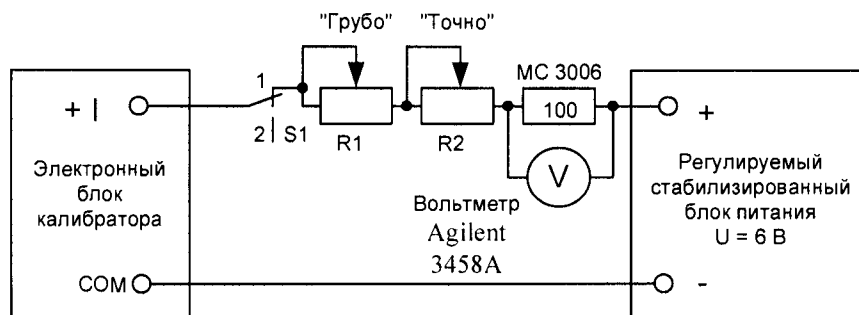 "Грубо"
"Точно"
МС 3006
1
+ I
100
+
2
S1
R1
R2
V
Электронный
блок
калибратора
Вольтметр
Agilent
3458A
Регулируемый
стабилизированный
блок питания
U = 6 В
COM
-